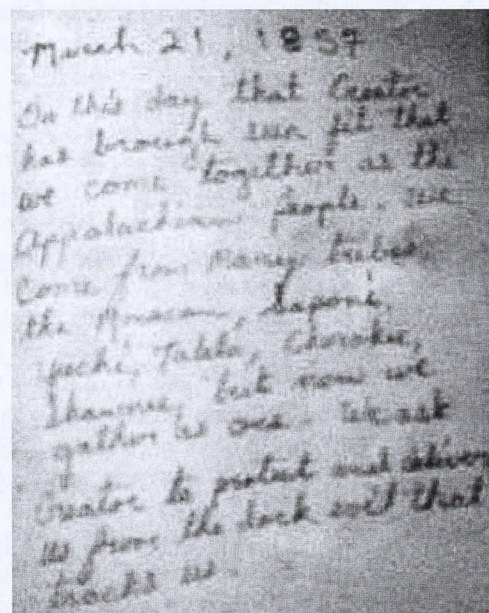 March 21, 1857
On this day that Creator
has brough seen fit that
we come together as the
Appalachian people. we
come from Many tribes,
the Monacan, Saponi,
Yuchi, Tutelo, Cherokee,
Shawnee, but now we
gather as one. We ask
Creator to protect and deliver
us from the dark evil that
tracks us.